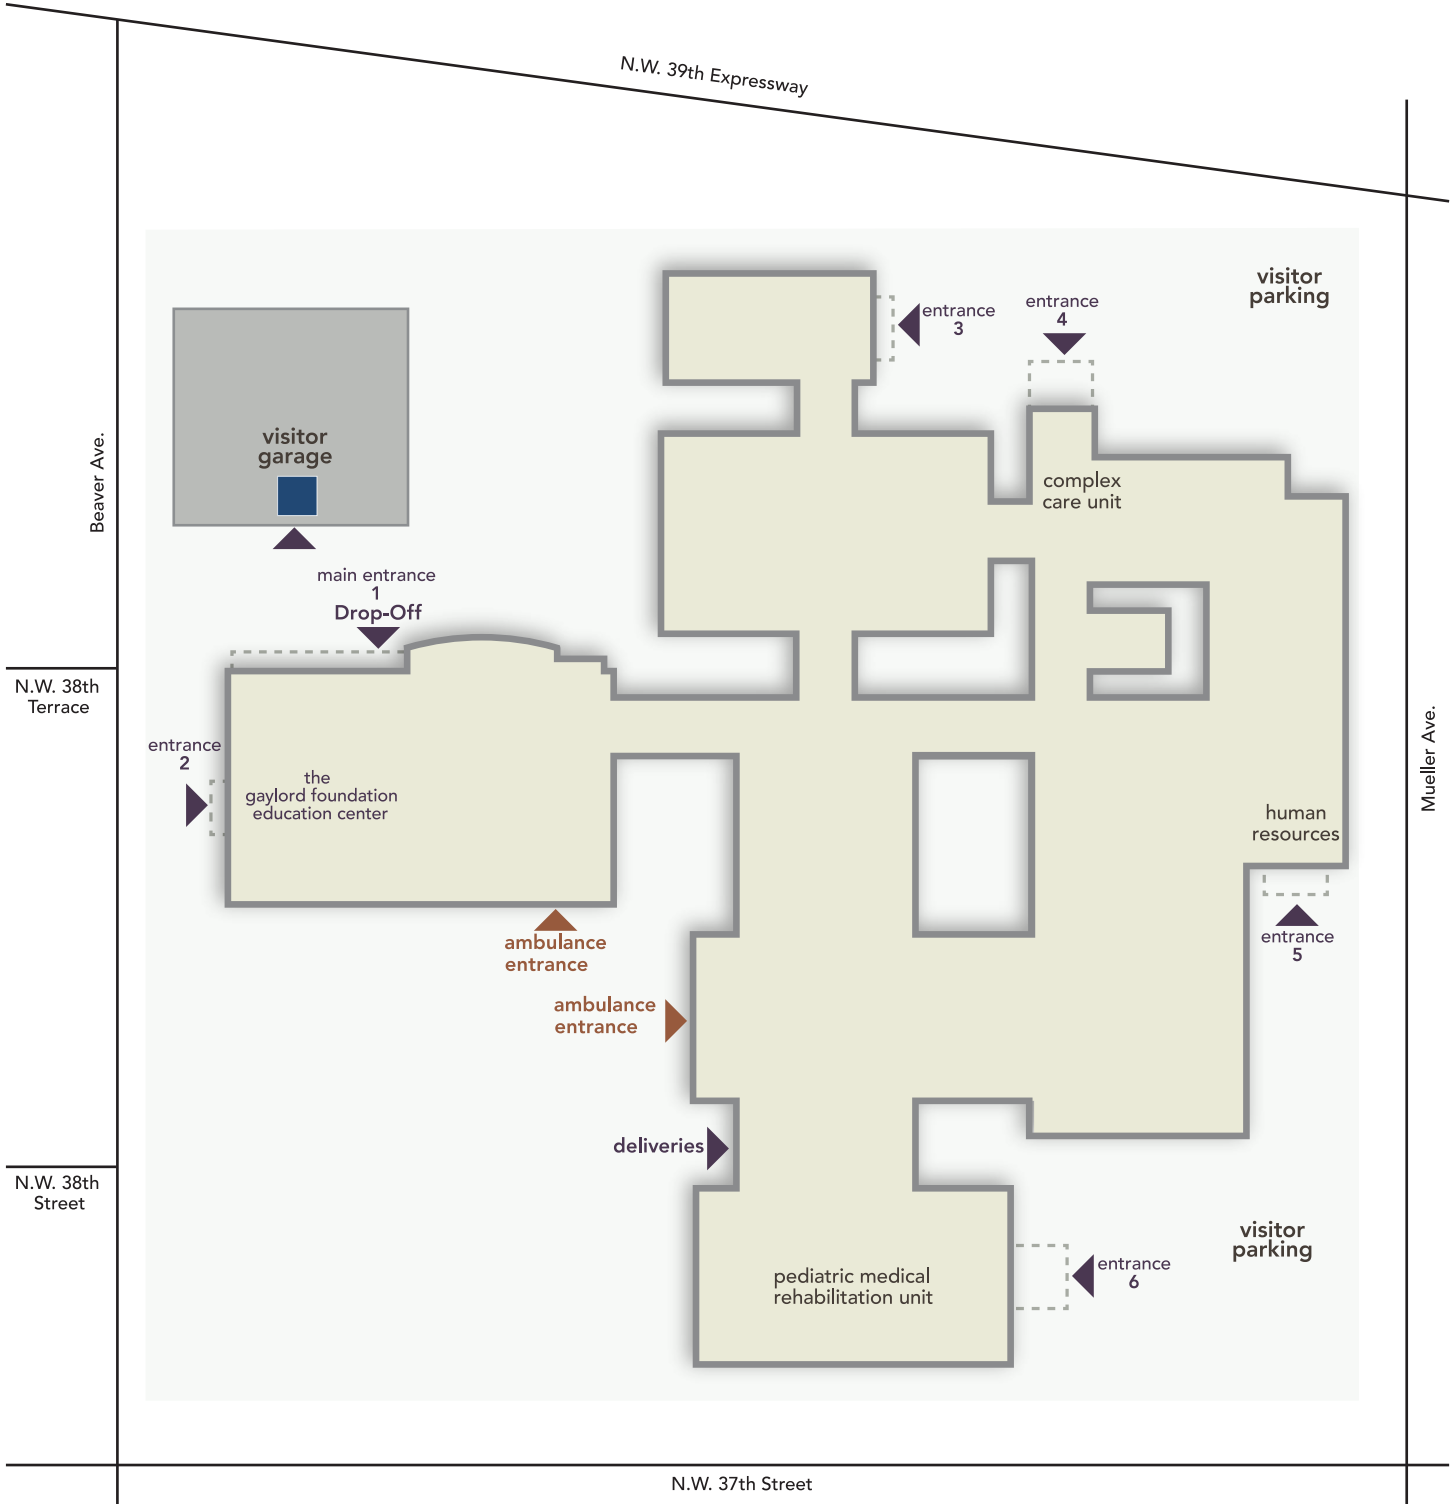 N.W. 39th Expressway
visitor
parking
entrance
3
entrance
4
visitor
garage
Beaver Ave.
complex
care unit
main entrance
1
Drop-Off
N.W. 38th
Terrace
entrance
2
the
gaylord foundation
education center
Mueller Ave.
human
resources
entrance
5
ambulance
entrance
ambulance
entrance
deliveries
N.W. 38th
Street
visitor
parking
entrance
6
pediatric medical
rehabilitation unit
N.W. 37th Street